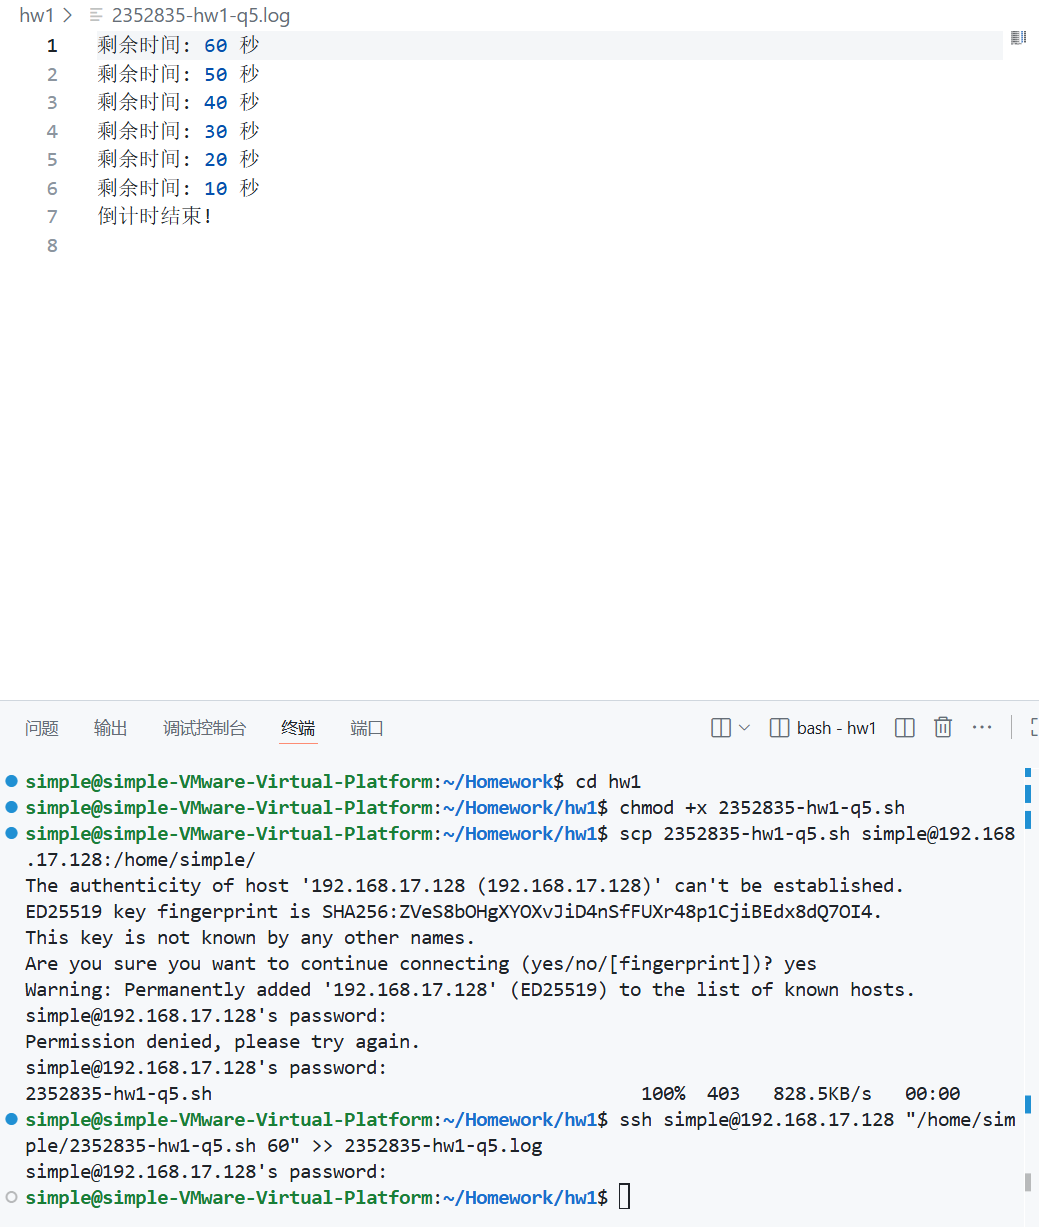 hw1 > 2352835-hw1-q5.log
1 剩余时间: 60 秒
2 剩余时间: 50 秒
3 剩余时间: 40 秒
4 剩余时间: 30 秒
5 剩余时间: 20 秒
6 剩余时间: 10 秒
7 倒计时结束!
8
问题 输出 调试控制台 终端 端口 bash - hw1 ...
simple@simple-VMware-Virtual-Platform:~/Homework$ cd hw1
simple@simple-VMware-Virtual-Platform:~/Homework/hw1$ chmod +x 2352835-hw1-q5.sh
simple@simple-VMware-Virtual-Platform:~/Homework/hw1$ scp 2352835-hw1-q5.sh simple@192.168
.17.128:/home/simple/
The authenticity of host '192.168.17.128 (192.168.17.128)' can't be established.
ED25519 key fingerprint is SHA256:ZVeS8bOHgXYOXvJiD4nSfFUXr48p1CjiBEdx8dQ7OI4.
This key is not known by any other names.
Are you sure you want to continue connecting (yes/no/[fingerprint])? yes
Warning: Permanently added '192.168.17.128' (ED25519) to the list of known hosts.
simple@192.168.17.128's password:
Permission denied, please try again.
simple@192.168.17.128's password:
2352835-hw1-q5.sh 100% 403 828.5KB/s 00:00
simple@simple-VMware-Virtual-Platform:~/Homework/hw1$ ssh simple@192.168.17.128 "/home/sim
ple/2352835-hw1-q5.sh 60" >> 2352835-hw1-q5.log
simple@192.168.17.128's password:
simple@simple-VMware-Virtual-Platform:~/Homework/hw1$